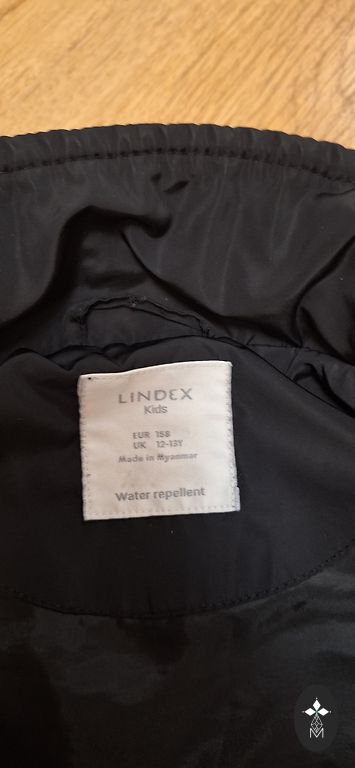 LINDEX
Kids
EUR 158
UK 12-13Y
Made in Myanmar
Water repellent
M